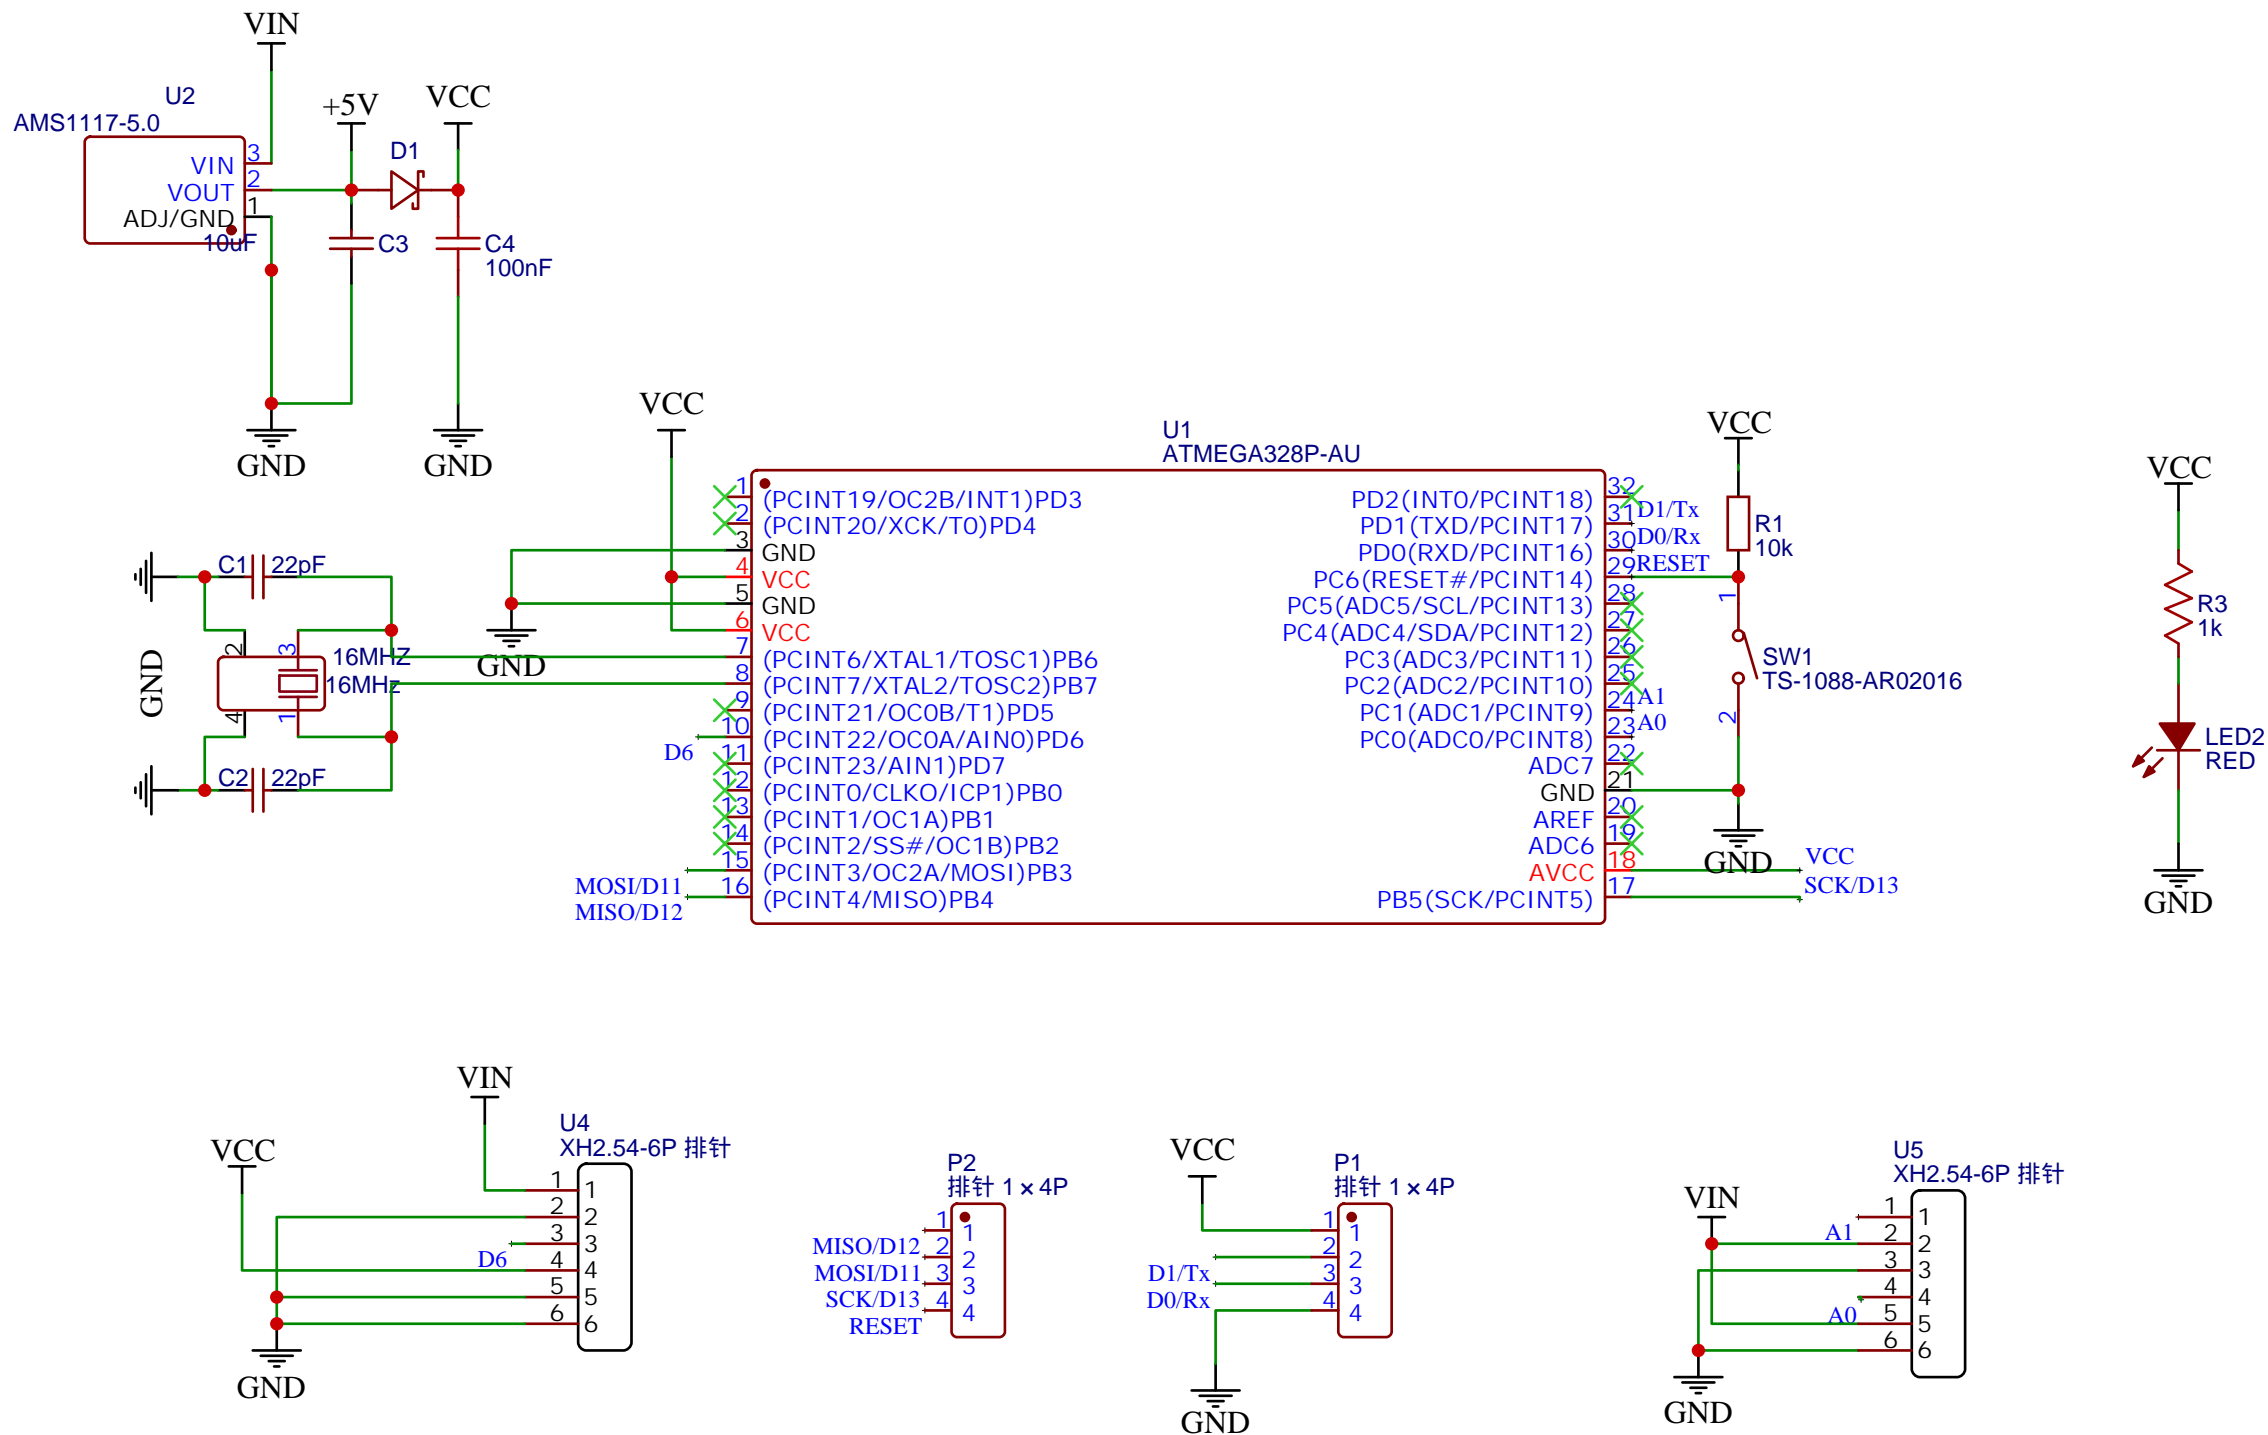 VIN
U2
AMS1117-5.0
+5V
VCC
D1
VIN 3
VOUT 2
ADJ/GND 1
10uF
C3
C4
100nF
GND
GND
VCC
U1
ATMEGA328P-AU
1 (PCINT19/OC2B/INT1)PD3
2 (PCINT20/XCK/T0)PD4
3 GND
4 VCC
5 GND
6 VCC
7 (PCINT6/XTAL1/TOSC1)PB6
8 (PCINT7/XTAL2/TOSC2)PB7
9 (PCINT21/OC0B/T1)PD5
10 (PCINT22/OC0A/AIN0)PD6
11 (PCINT23/AIN1)PD7
12 (PCINT0/CLKO/ICP1)PB0
13 (PCINT1/OC1A)PB1
14 (PCINT2/SS#/OC1B)PB2
15 (PCINT3/OC2A/MOSI)PB3
16 (PCINT4/MISO)PB4
PD2(INT0/PCINT18) 32
PD1(TXD/PCINT17) 31
PD0(RXD/PCINT16) 30
PC6(RESET#/PCINT14) 29
PC5(ADC5/SCL/PCINT13) 28
PC4(ADC4/SDA/PCINT12) 27
PC3(ADC3/PCINT11) 26
PC2(ADC2/PCINT10) 25
PC1(ADC1/PCINT9) 24
PC0(ADC0/PCINT8) 23
ADC7 22
GND 21
AREF 20
ADC6 19
AVCC 18
PB5(SCK/PCINT5) 17
D1/Tx
D0/Rx
RESET
A1
A0
VCC
SCK/D13
D6
MOSI/D11
MISO/D12
GND
C1 22pF
2 3
16MHZ
16MHz
4 1
C2 22pF
GND
VCC
R1
10k
1
SW1
TS-1088-AR02016
2
GND
VCC
R3
1k
LED2
RED
GND
VIN
VCC
U4
XH2.54-6P 排针
1 1
2 2
3 3
D6
4 4
5 5
6 6
GND
P2
排针 1×4P
1 1
MISO/D12
2 2
MOSI/D11
3 3
SCK/D13
4 4
RESET
VCC
P1
排针 1×4P
1 1
2 2
D1/Tx
3 3
D0/Rx
4 4
GND
U5
XH2.54-6P 排针
VIN
1 1
A1
2 2
3 3
4 4
A0
5 5
6 6
GND